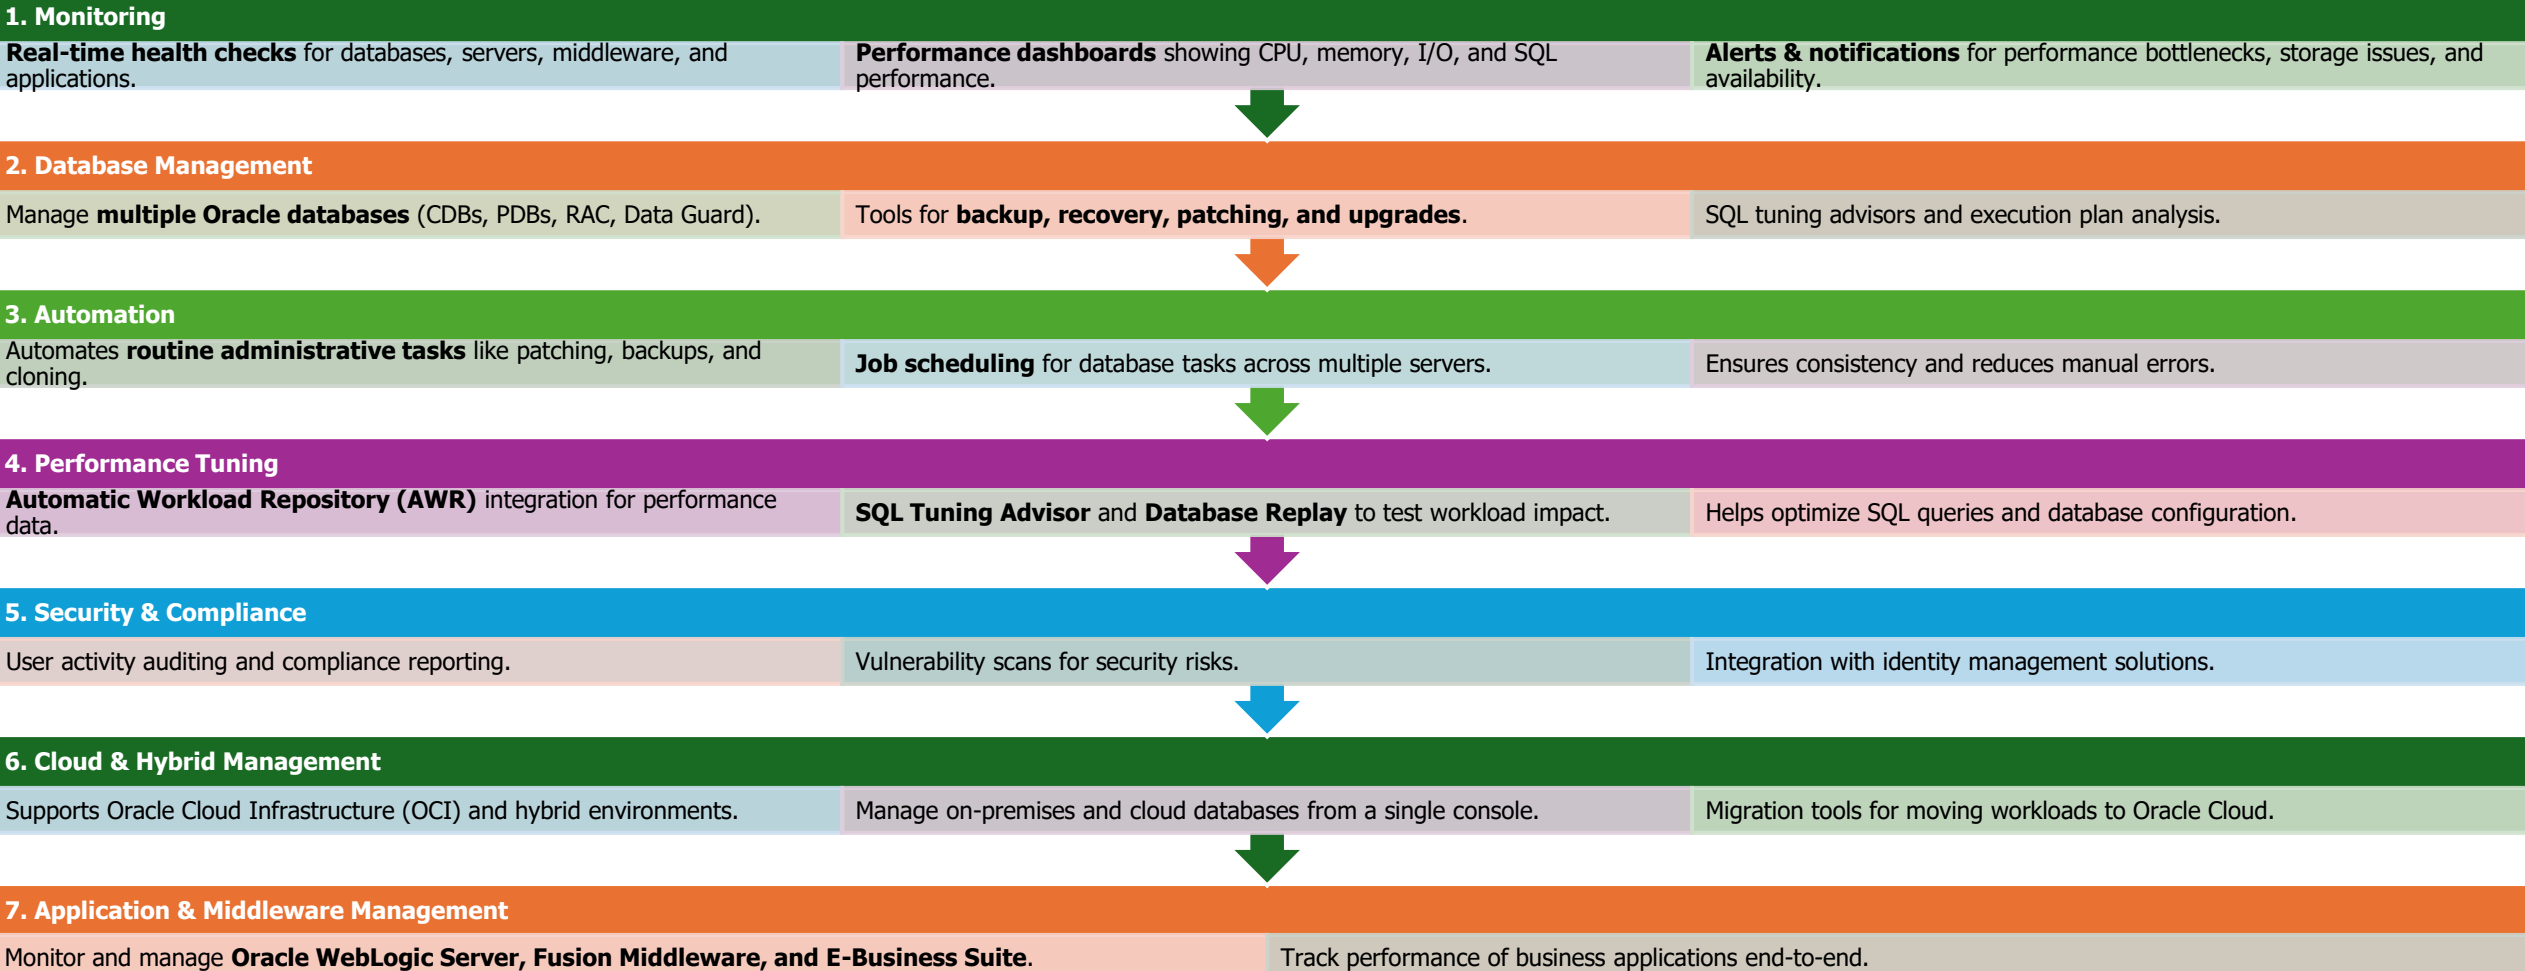 1. Monitoring
Real-time health checks for databases, servers, middleware, and
applications.
Performance dashboards showing CPU, memory, I/O, and SQL
performance.
Alerts & notifications for performance bottlenecks, storage issues, and
availability.
2. Database Management
Manage multiple Oracle databases (CDBs, PDBs, RAC, Data Guard).
Tools for backup, recovery, patching, and upgrades.
SQL tuning advisors and execution plan analysis.
3. Automation
Automates routine administrative tasks like patching, backups, and
cloning.
Job scheduling for database tasks across multiple servers.
Ensures consistency and reduces manual errors.
4. Performance Tuning
Automatic Workload Repository (AWR) integration for performance
data.
SQL Tuning Advisor and Database Replay to test workload impact.
Helps optimize SQL queries and database configuration.
5. Security & Compliance
User activity auditing and compliance reporting.
Vulnerability scans for security risks.
Integration with identity management solutions.
6. Cloud & Hybrid Management
Supports Oracle Cloud Infrastructure (OCI) and hybrid environments.
Manage on-premises and cloud databases from a single console.
Migration tools for moving workloads to Oracle Cloud.
7. Application & Middleware Management
Monitor and manage Oracle WebLogic Server, Fusion Middleware, and E-Business Suite.
Track performance of business applications end-to-end.